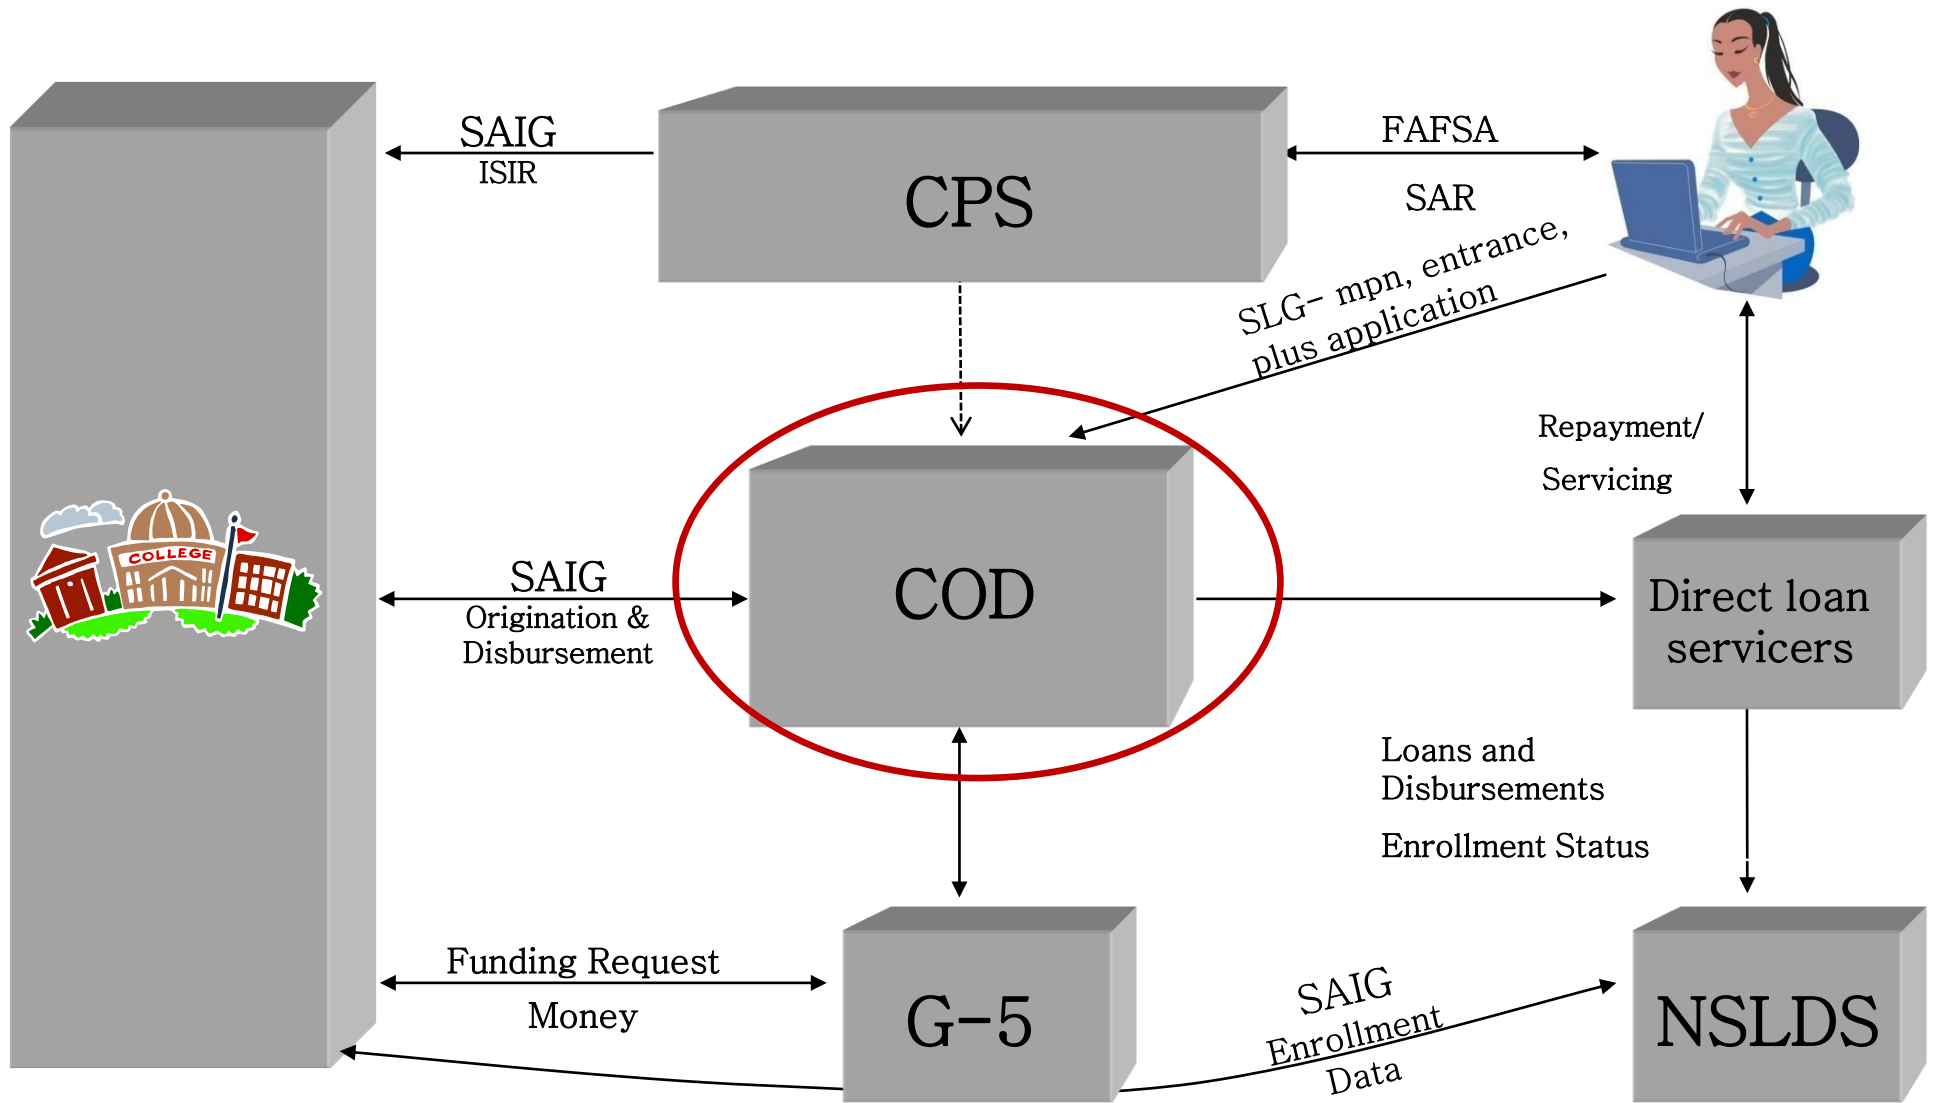 SAIG
ISIR
CPS
FAFSA
SAR
SLG- mpn, entrance,
plus application
Repayment/
Servicing
COLLEGE
SAIG
Origination &
Disbursement
COD
Direct loan
servicers
Loans and
Disbursements
Enrollment Status
Funding Request
Money
G-5
SAIG
Enrollment
Data
NSLDS